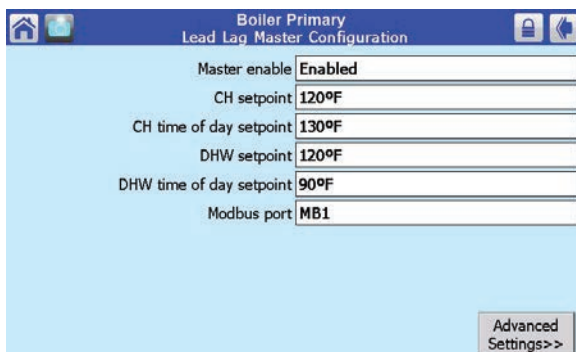 Boiler Primary
Lead Lag Master Configuration
Master enable Enabled
CH setpoint 120ºF
CH time of day setpoint 130ºF
DHW setpoint 120ºF
DHW time of day setpoint 90ºF
Modbus port MB1
Advanced
Settings>>